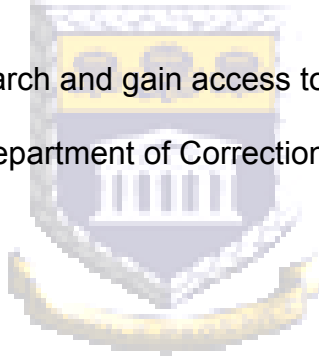 arch and gain access to
epartment of Correction